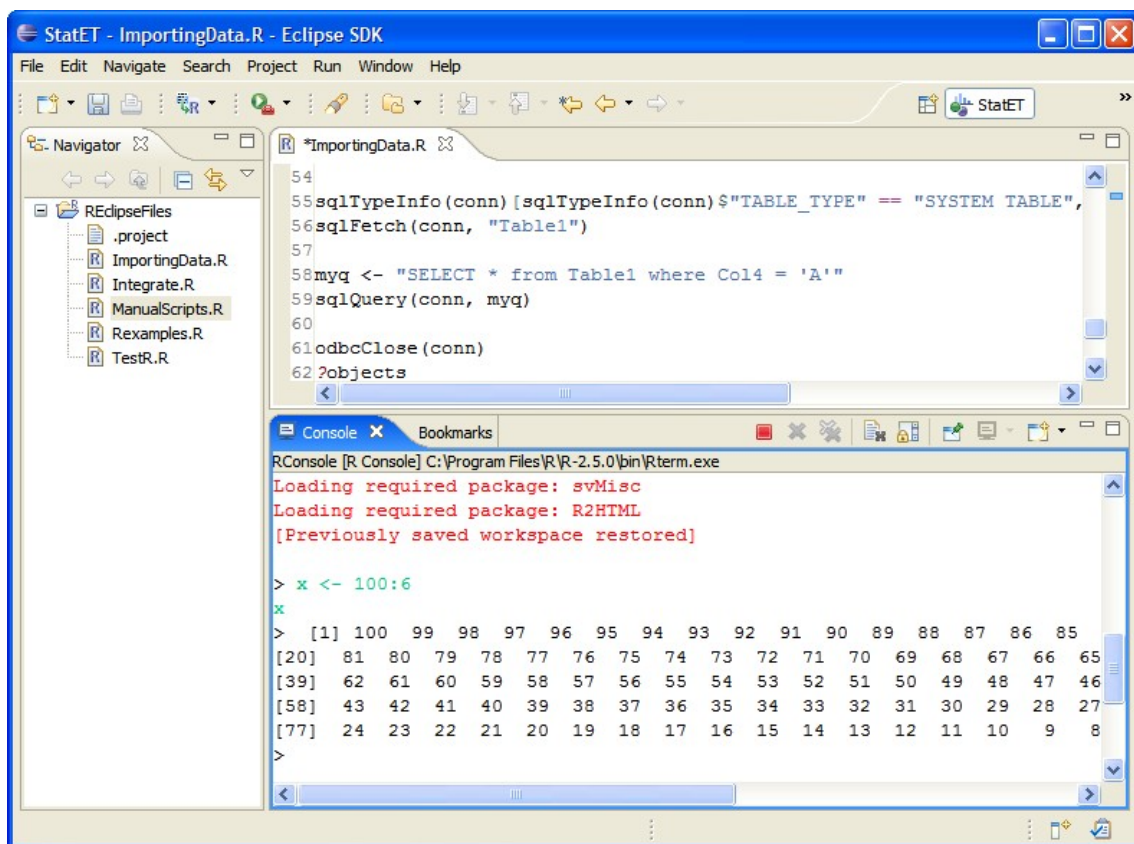 StatET - ImportingData.R - Eclipse SDK
File Edit Navigate Search Project Run Window Help
StatET
Navigator
REclipseFiles
.project
ImportingData.R
Integrate.R
ManualScripts.R
Rexamples.R
TestR.R
*ImportingData.R
54
55 sqlTypeInfo(conn)[sqlTypeInfo(conn)$"TABLE_TYPE" == "SYSTEM TABLE",
56 sqlFetch(conn, "Table1")
57
58 myq <- "SELECT * from Table1 where Col4 = 'A'"
59 sqlQuery(conn, myq)
60
61 odbcClose(conn)
62 ?objects
Console Bookmarks
RConsole [R Console] C:\Program Files\R\R-2.5.0\bin\Rterm.exe
Loading required package: svMisc
Loading required package: R2HTML
[Previously saved workspace restored]
> x <- 100:6
x
> [1] 100 99 98 97 96 95 94 93 92 91 90 89 88 87 86 85
[20] 81 80 79 78 77 76 75 74 73 72 71 70 69 68 67 66 65
[39] 62 61 60 59 58 57 56 55 54 53 52 51 50 49 48 47 46
[58] 43 42 41 40 39 38 37 36 35 34 33 32 31 30 29 28 27
[77] 24 23 22 21 20 19 18 17 16 15 14 13 12 11 10 9 8
>